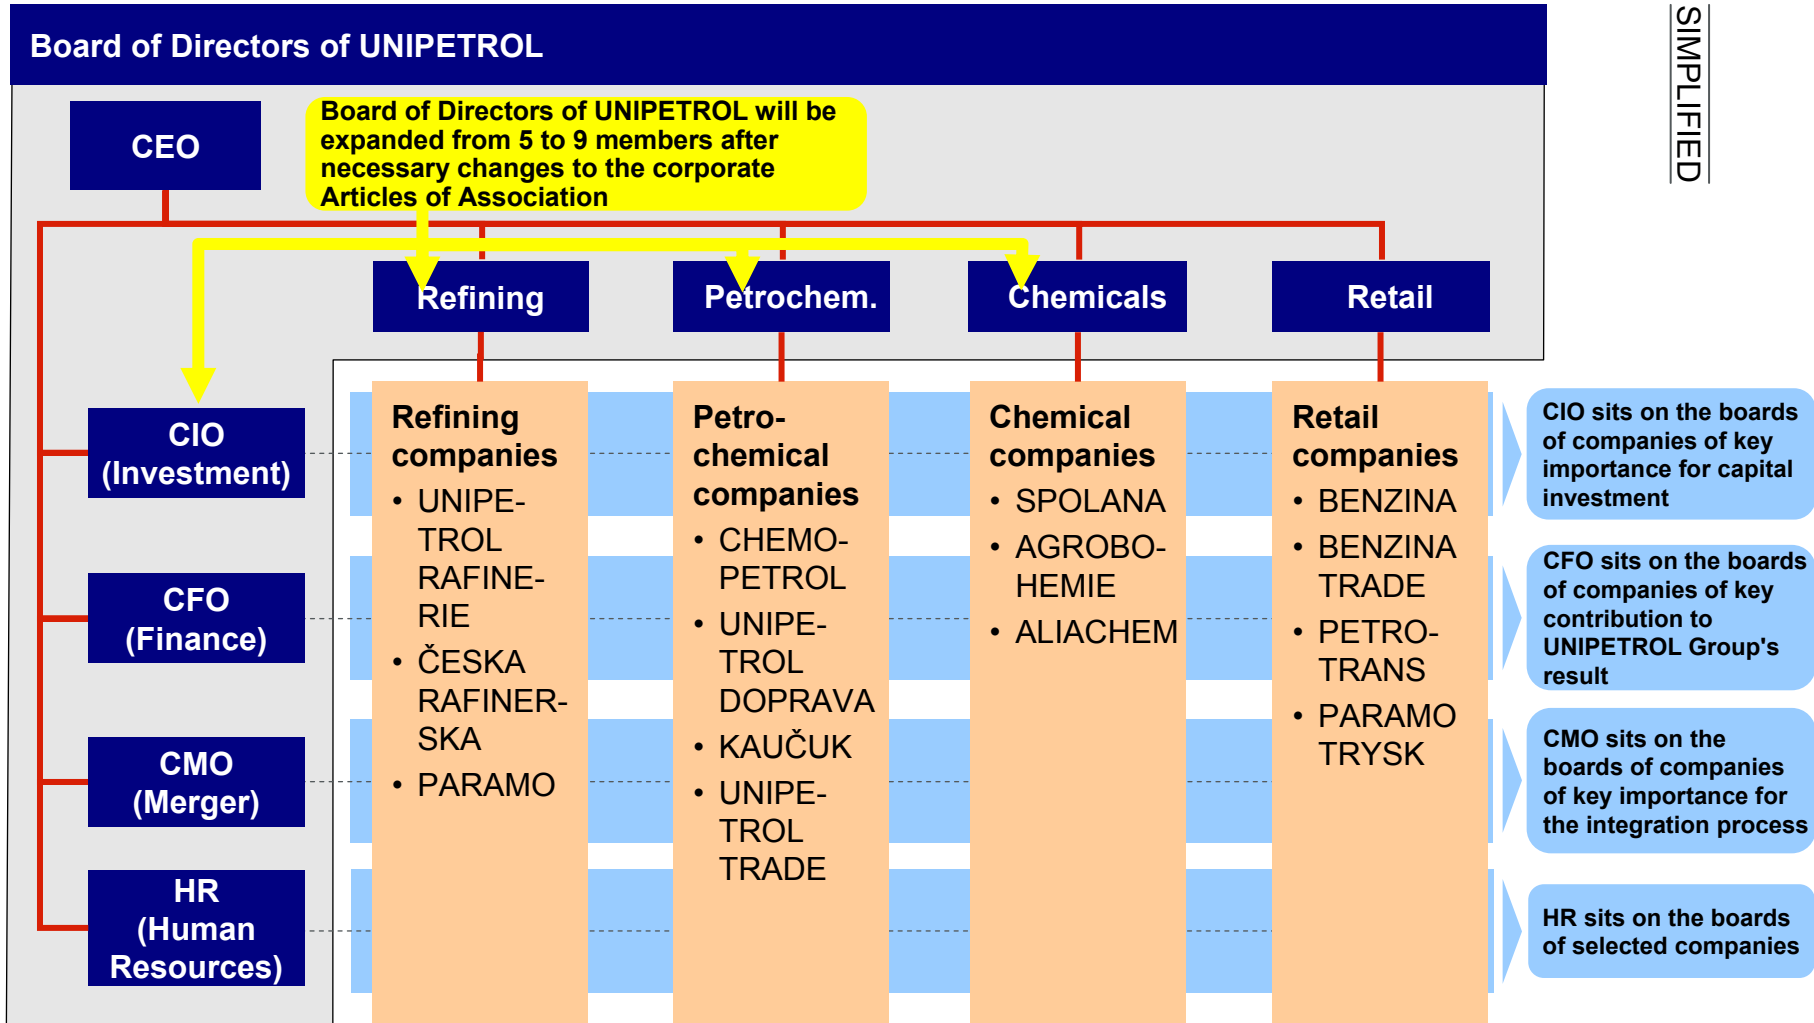 Board of Directors of UNIPETROL
SIMPLIFIED
CEO
Board of Directors of UNIPETROL will be
expanded from 5 to 9 members after
necessary changes to the corporate
Articles of Association
Refining
Petrochem.
Chemicals
Retail
CIO
(Investment)
CFO
(Finance)
CMO
(Merger)
HR
(Human
Resources)
Refining
companies
• UNIPE-
TROL
RAFINE-
RIE
• ČESKA
RAFINER-
SKA
• PARAMO
Petro-
chemical
companies
• CHEMO-
PETROL
• UNIPE-
TROL
DOPRAVA
• KAUČUK
• UNIPE-
TROL
TRADE
Chemical
companies
• SPOLANA
• AGROBO-
HEMIE
• ALIACHEM
Retail
companies
• BENZINA
• BENZINA
TRADE
• PETRO-
TRANS
• PARAMO
TRYSK
CIO sits on the boards
of companies of key
importance for capital
investment
CFO sits on the boards
of companies of key
contribution to
UNIPETROL Group's
result
CMO sits on the
boards of companies
of key importance for
the integration process
HR sits on the boards
of selected companies